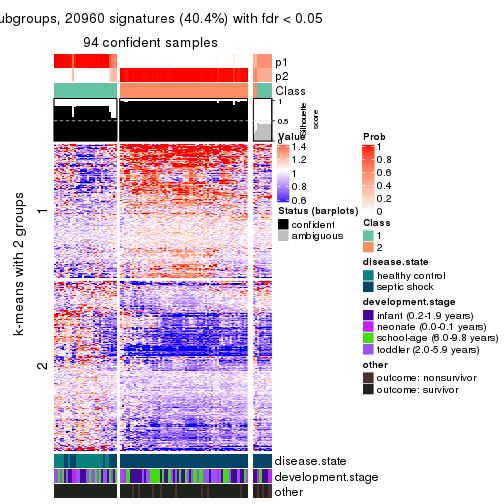 ubgroups, 20960 signatures (40.4%) with fdr < 0.05
94 confident samples
p1
p2
Class
1
0.5
0
Silhouette
score
k-means with 2 groups
1
2
Value
1.4
1.2
1
0.8
0.6
Status (barplots)
confident
ambiguous
Prob
1
0.8
0.6
0.4
0.2
0
Class
1
2
disease.state
healthy control
septic shock
development.stage
infant (0.2-1.9 years)
neonate (0.0-0.1 years)
school-age (6.0-9.8 years)
toddler (2.0-5.9 years)
other
outcome: nonsurvivor
outcome: survivor
disease.state
development.stage
other